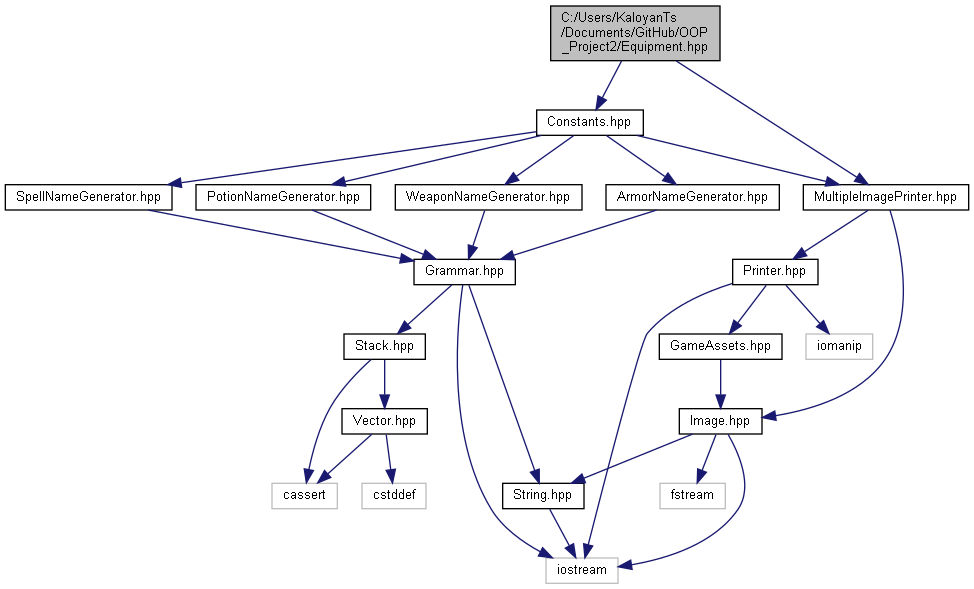 C:/Users/KaloyanTs
/Documents/GitHub/OOP
_Project2/Equipment.hpp
Constants.hpp
SpellNameGenerator.hpp
PotionNameGenerator.hpp
WeaponNameGenerator.hpp
ArmorNameGenerator.hpp
MultipleImagePrinter.hpp
Grammar.hpp
Printer.hpp
Stack.hpp
GameAssets.hpp
iomanip
Vector.hpp
Image.hpp
cassert
cstddef
String.hpp
fstream
iostream